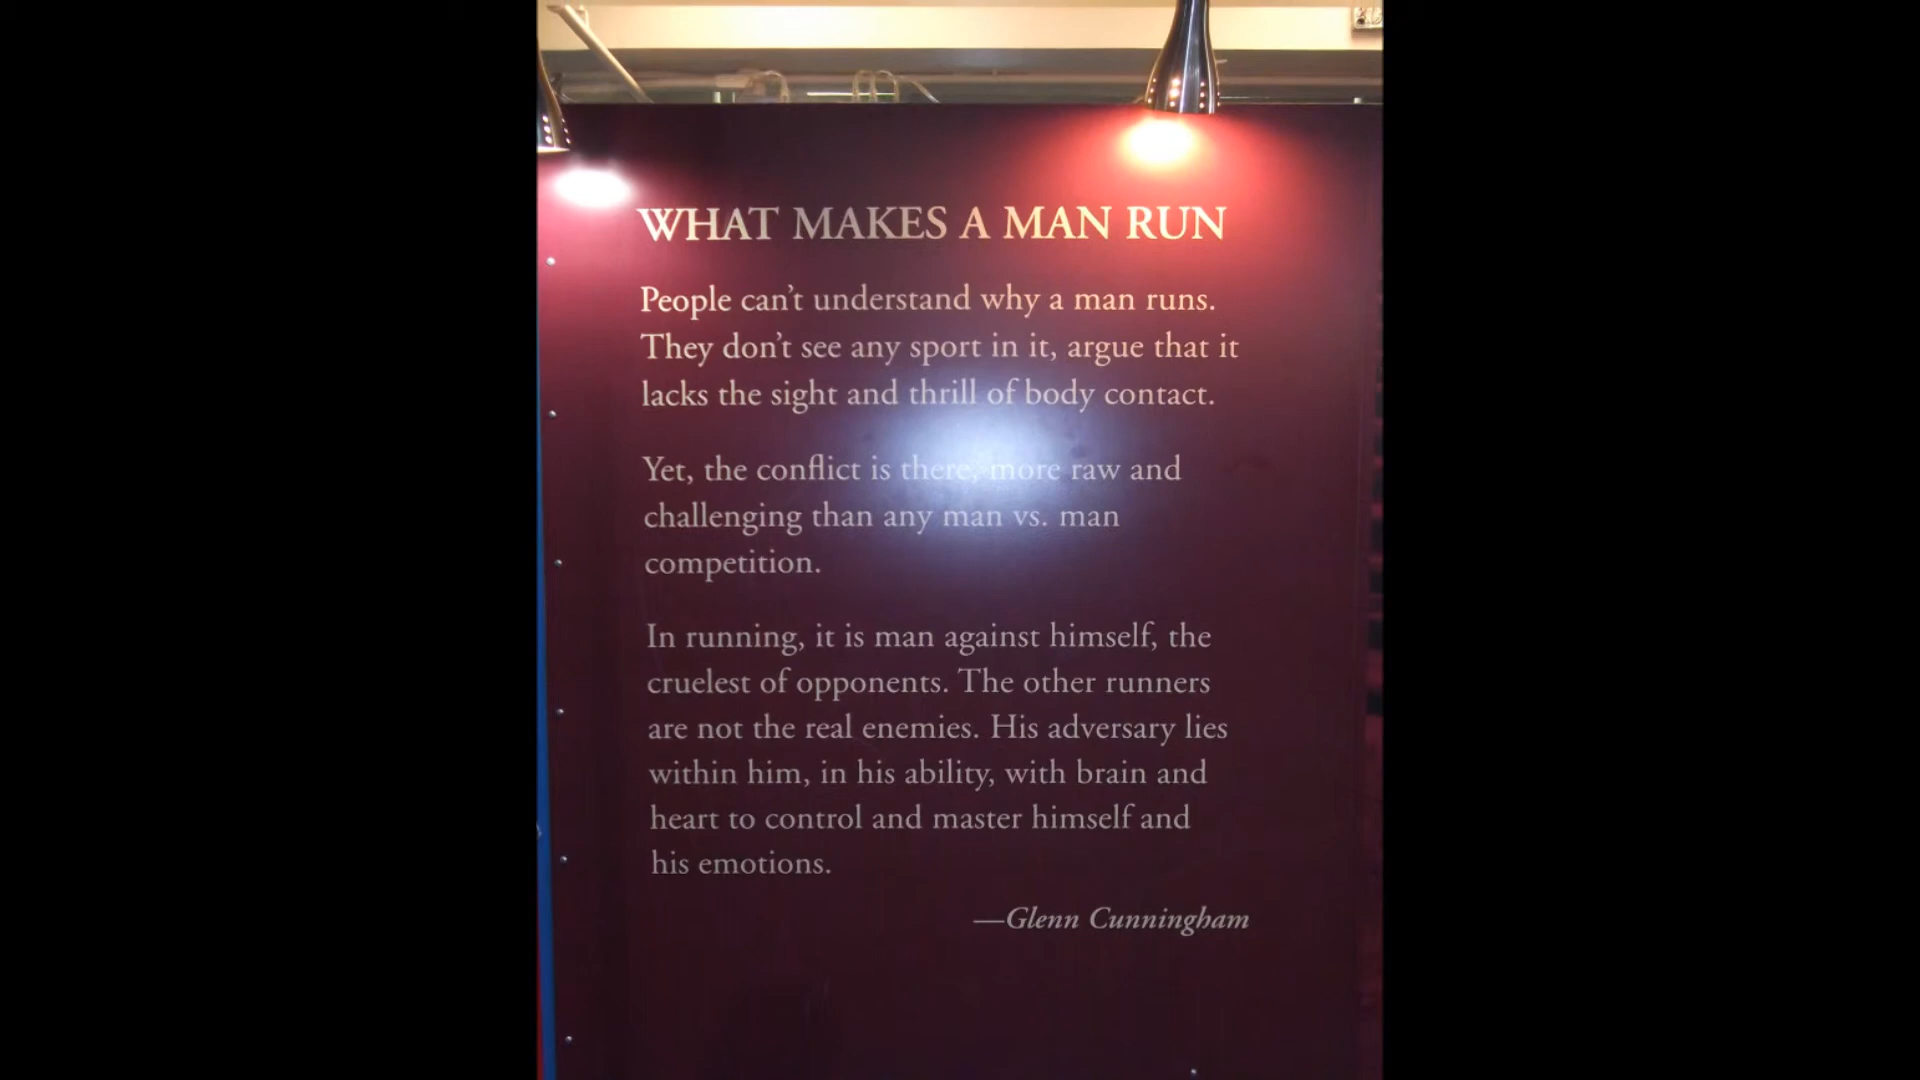 WHAT MAKES A MAN RUN
People can’t understand why a man runs.
They don’t see any sport in it, argue that it
lacks the sight and thrill of body contact.
Yet, the conflict is there, more raw and
challenging than any man vs. man
competition.
In running, it is man against himself, the
cruelest of opponents. The other runners
are not the real enemies. His adversary lies
within him, in his ability, with brain and
heart to control and master himself and
his emotions.
—Glenn Cunningham